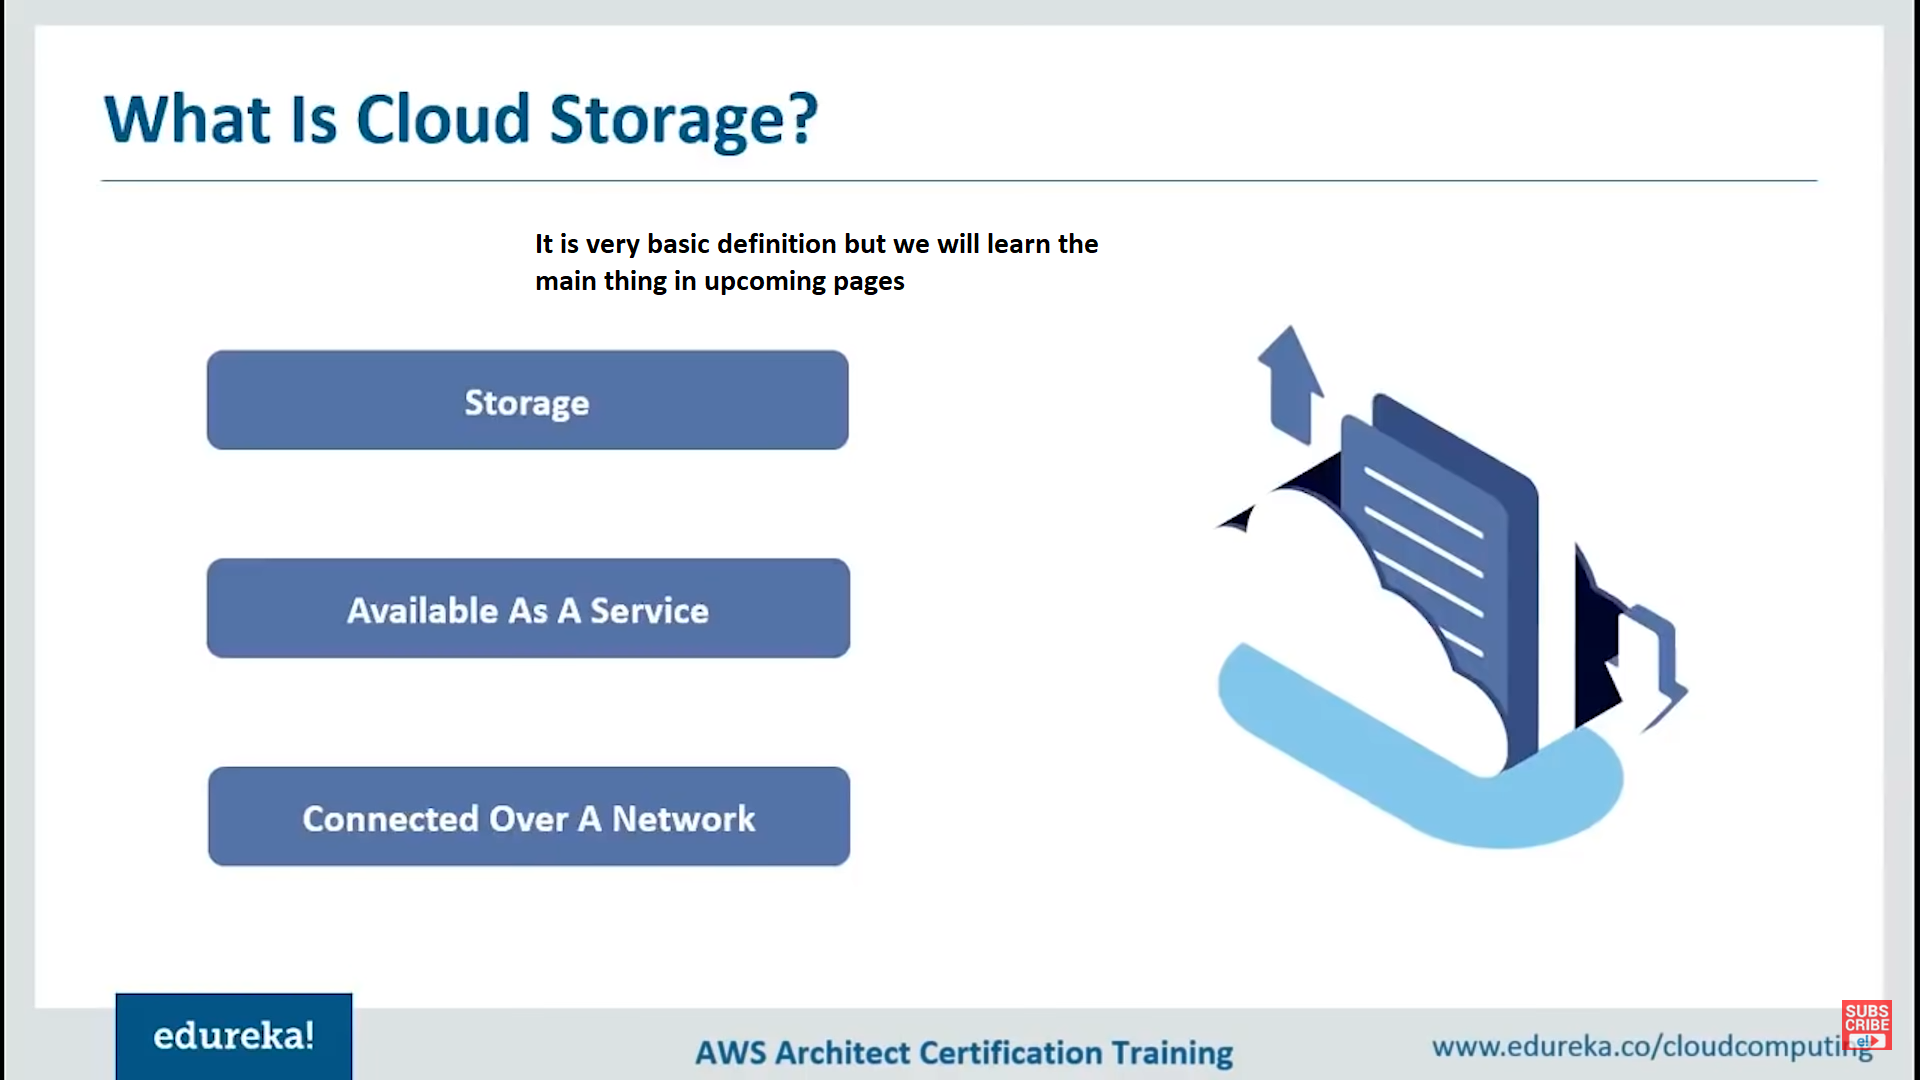 What Is Cloud Storage?
It is very basic definition but we will learn the
main thing in upcoming pages
Storage
Available As A Service
Connected Over A Network
edureka!
AWS Architect Certification Training
www.edureka.co/cloudcomputing
SUBS
CRIBE
e!